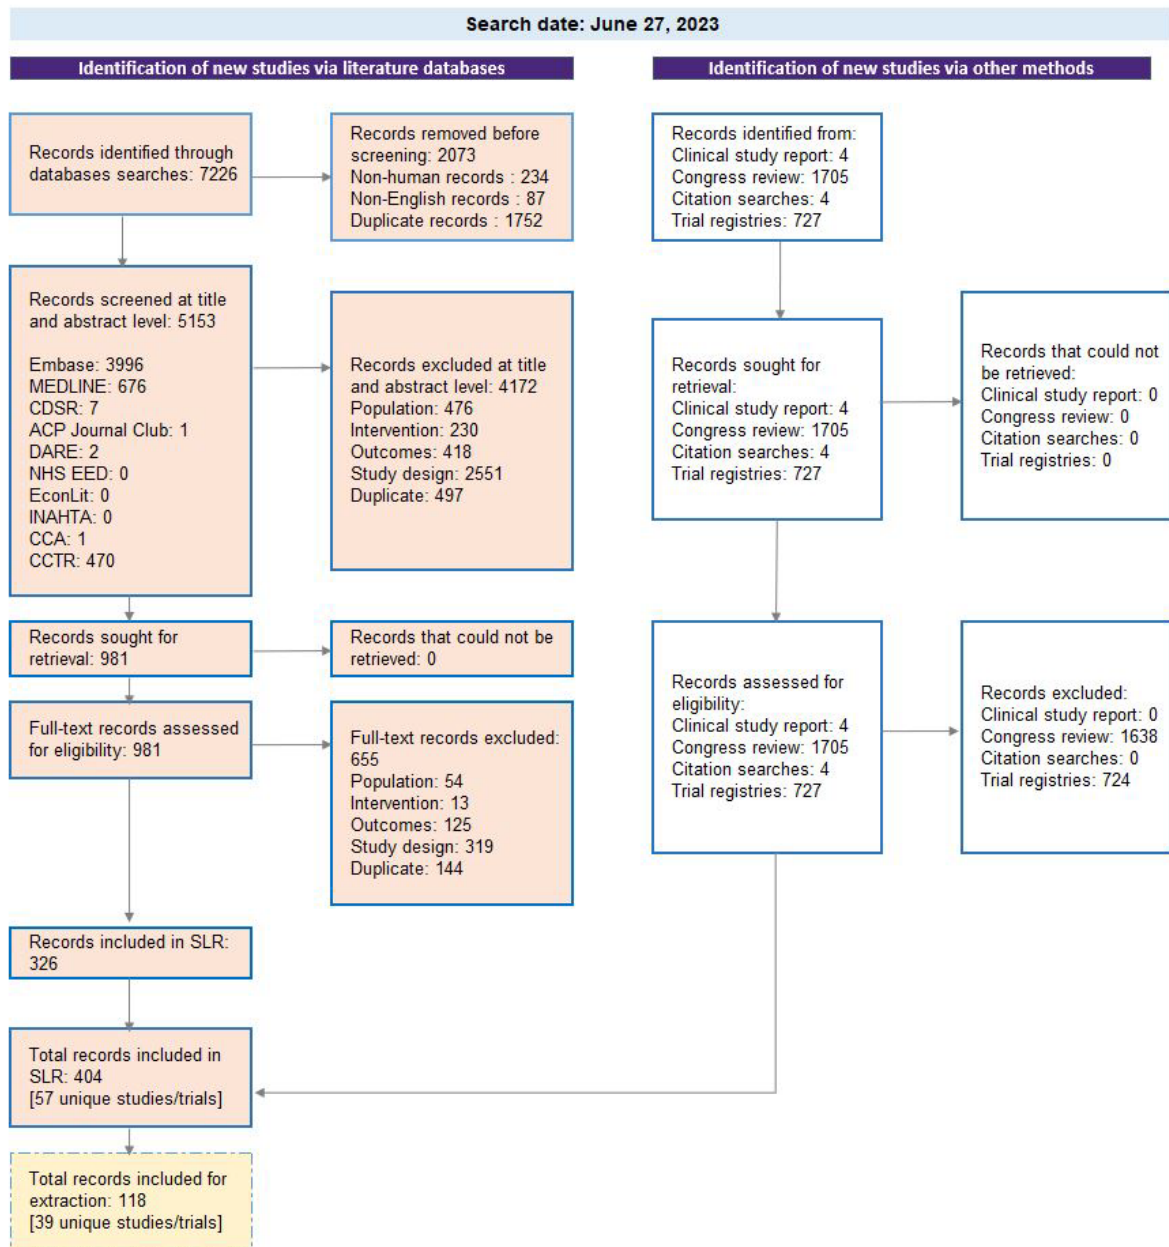 Search date: June 27, 2023
Identification of new studies via literature databases
Identification of new studies via other methods
Records identified through
databases searches: 7226
Records removed before
screening: 2073
Non-human records : 234
Non-English records : 87
Duplicate records : 1752
Records identified from:
Clinical study report: 4
Congress review: 1705
Citation searches: 4
Trial registries: 727
Records screened at title
and abstract level: 5153
Embase: 3996
MEDLINE: 676
CDSR: 7
ACP Journal Club: 1
DARE: 2
NHS EED: 0
EconLit: 0
INAHTA: 0
CCA: 1
CCTR: 470
Records excluded at title
and abstract level: 4172
Population: 476
Intervention: 230
Outcomes: 418
Study design: 2551
Duplicate: 497
Records sought for
retrieval:
Clinical study report: 4
Congress review: 1705
Citation searches: 4
Trial registries: 727
Records that could not
be retrieved:
Clinical study report: 0
Congress review: 0
Citation searches: 0
Trial registries: 0
Records sought for
retrieval: 981
Records that could not be
retrieved: 0
Full-text records assessed
for eligibility: 981
Full-text records excluded:
655
Population: 54
Intervention: 13
Outcomes: 125
Study design: 319
Duplicate: 144
Records assessed for
eligibility:
Clinical study report: 4
Congress review: 1705
Citation searches: 4
Trial registries: 727
Records excluded:
Clinical study report: 0
Congress review: 1638
Citation searches: 0
Trial registries: 724
Records included in SLR:
326
Total records included in
SLR: 404
[57 unique studies/trials]
Total records included for
extraction: 118
[39 unique studies/trials]